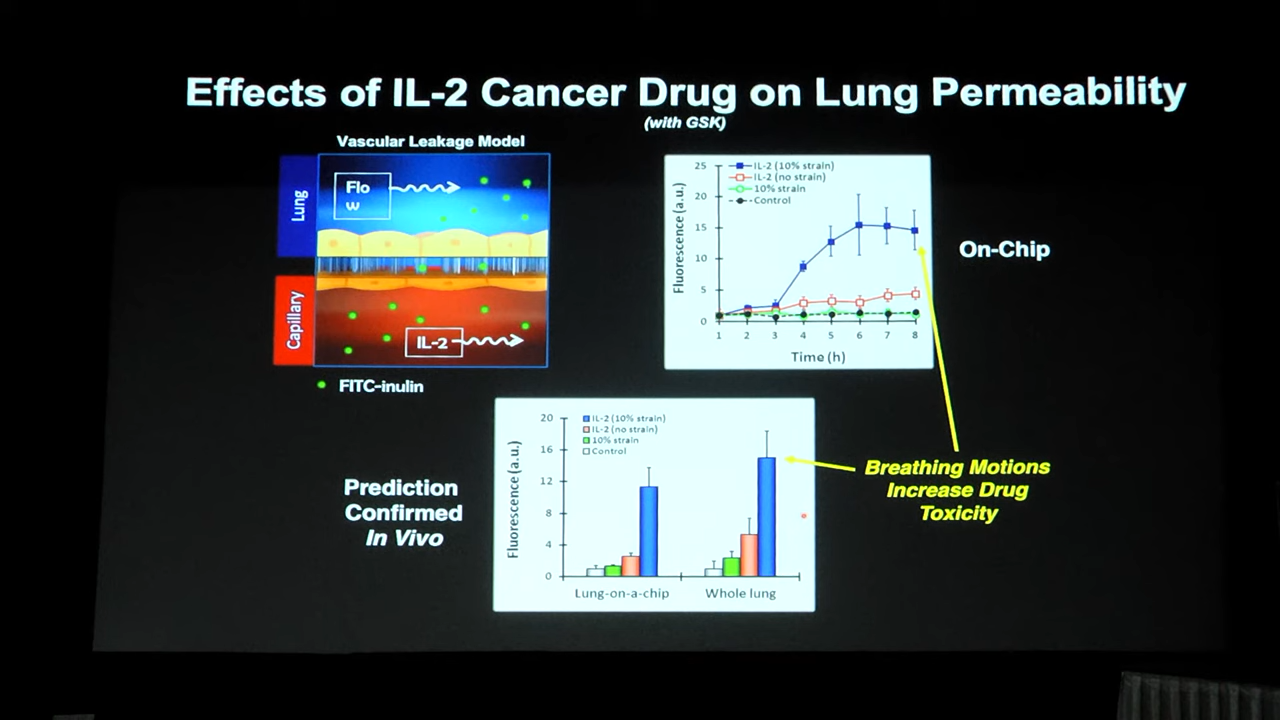 Effects of IL-2 Cancer Drug on Lung Permeability
(with GSK)
Vascular Leakage Model
Lung
Flo
w
Capillary
IL-2
FITC-inulin
Fluorescence (a.u.)
25
20
15
10
5
0
IL-2 (10% strain)
IL-2 (no strain)
10% strain
Control
1 2 3 4 5 6 7 8
Time (h)
On-Chip
Prediction
Confirmed
In Vivo
Fluorescence (a.u.)
20
16
12
8
4
0
IL-2 (10% strain)
IL-2 (no strain)
10% strain
Control
Lung-on-a-chip Whole lung
Breathing Motions
Increase Drug
Toxicity